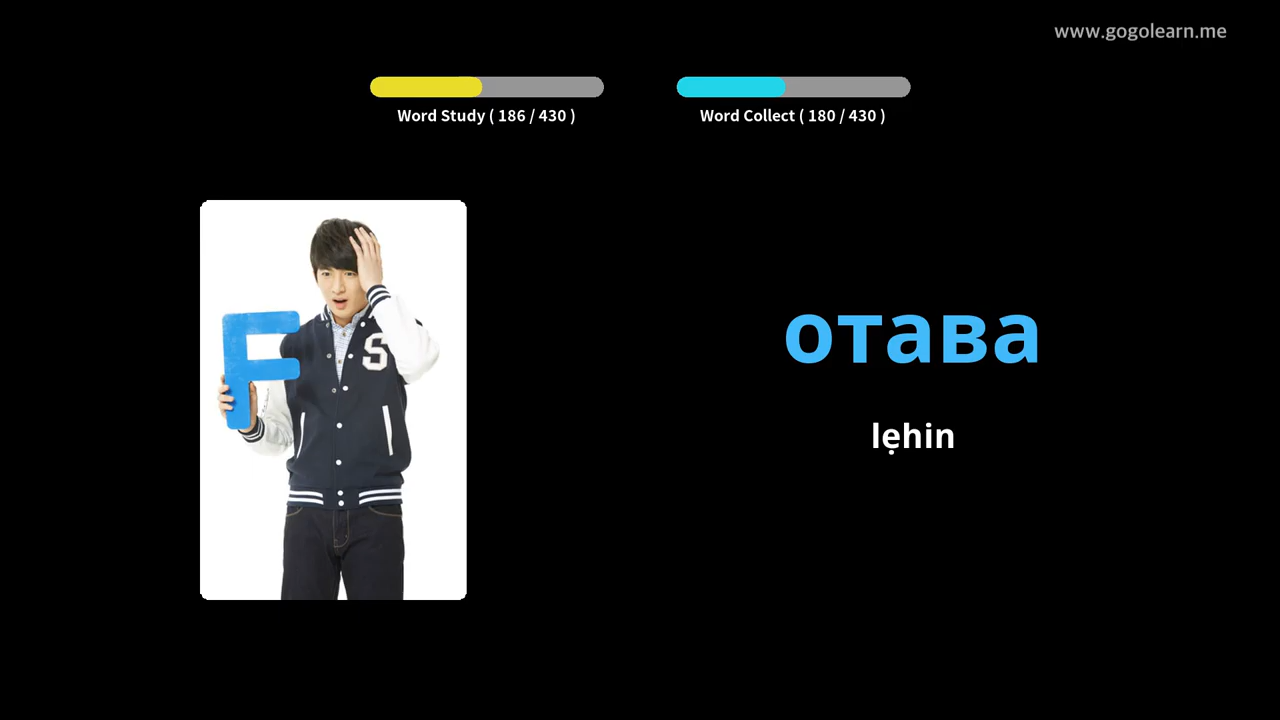 www.gogolearn.me
Word Study ( 186 / 430 )
Word Collect ( 180 / 430 )
отава
lẹhin
S
F